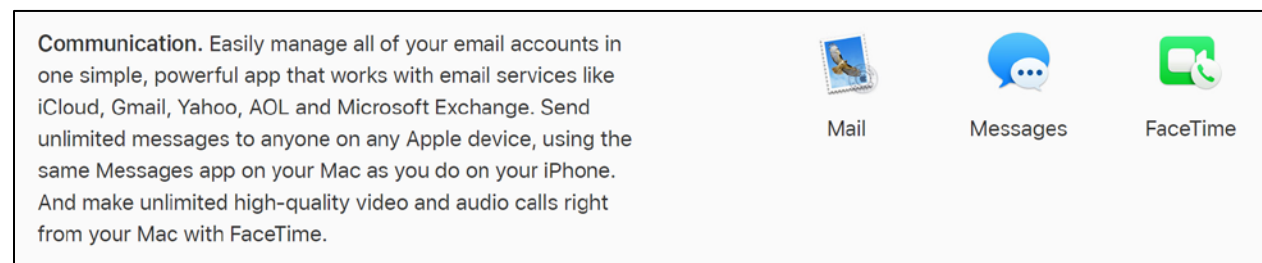 Communication. Easily manage all of your email accounts in
one simple, powerful app that works with email services like
iCloud, Gmail, Yahoo, AOL and Microsoft Exchange. Send
unlimited messages to anyone on any Apple device, using the
same Messages app on your Mac as you do on your iPhone.
And make unlimited high-quality video and audio calls right
from your Mac with FaceTime.
Mail
Messages
FaceTime